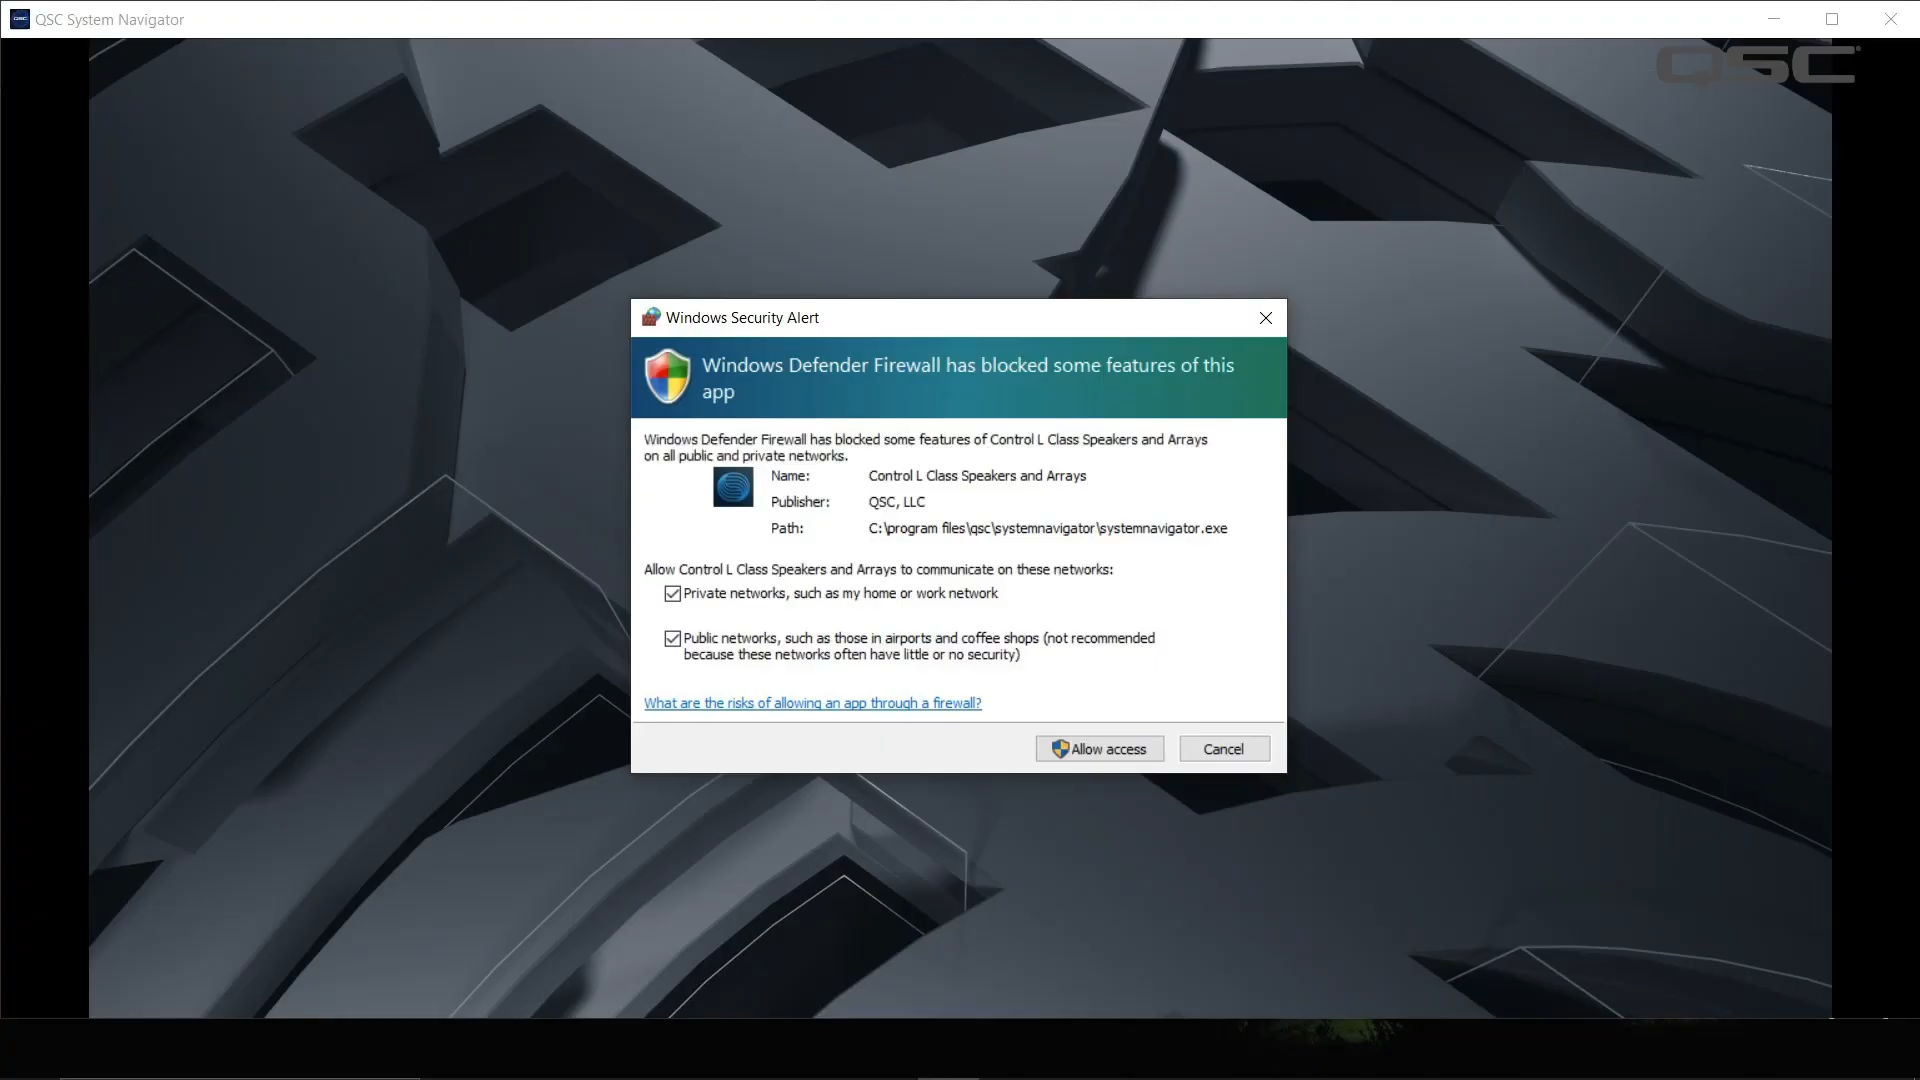 QSC System Navigator
QSC
Windows Security Alert
Windows Defender Firewall has blocked some features of this
app
Windows Defender Firewall has blocked some features of Control L Class Speakers and Arrays
on all public and private networks.
Name: Control L Class Speakers and Arrays
Publisher: QSC, LLC
Path: C:\program files\qsc\systemnavigator\systemnavigator.exe
Allow Control L Class Speakers and Arrays to communicate on these networks:
Private networks, such as my home or work network
Public networks, such as those in airports and coffee shops (not recommended
because these networks often have little or no security)
What are the risks of allowing an app through a firewall?
Allow access Cancel